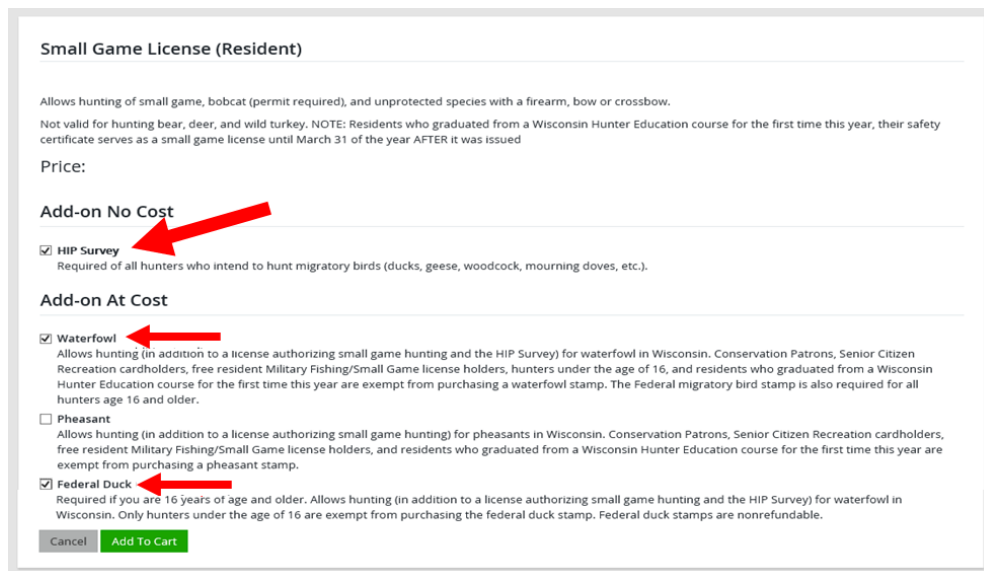 Small Game License (Resident)
Allows hunting of small game, bobcat (permit required), and unprotected species with a firearm, bow or crossbow.
Not valid for hunting bear, deer, and wild turkey. NOTE: Residents who graduated from a Wisconsin Hunter Education course for the first time this year, their safety
certificate serves as a small game license until March 31 of the year AFTER it was issued
Price:
Add-on No Cost
HIP Survey
Required of all hunters who intend to hunt migratory birds (ducks, geese, woodcock, mourning doves, etc.).
Add-on At Cost
Waterfowl
Allows hunting (in addition to a license authorizing small game hunting and the HIP Survey) for waterfowl in Wisconsin. Conservation Patrons, Senior Citizen
Recreation cardholders, free resident Military Fishing/Small Game license holders, hunters under the age of 16, and residents who graduated from a Wisconsin
Hunter Education course for the first time this year are exempt from purchasing a waterfowl stamp. The Federal migratory bird stamp is also required for all
hunters age 16 and older.
Pheasant
Allows hunting (in addition to a license authorizing small game hunting) for pheasants in Wisconsin. Conservation Patrons, Senior Citizen Recreation cardholders,
free resident Military Fishing/Small Game license holders, and residents who graduated from a Wisconsin Hunter Education course for the first time this year are
exempt from purchasing a pheasant stamp.
Federal Duck
Required if you are 16 years of age and older. Allows hunting (in addition to a license authorizing small game hunting and the HIP Survey) for waterfowl in
Wisconsin. Only hunters under the age of 16 are exempt from purchasing the federal duck stamp. Federal duck stamps are nonrefundable.
Cancel Add To Cart